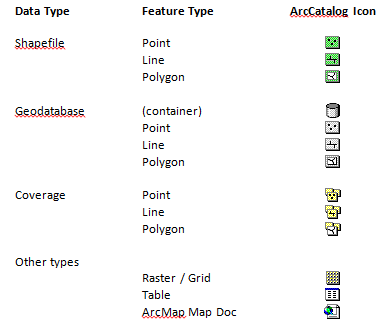 Data Type Feature Type ArcCatalog Icon
Shapefile Point
Line
Polygon
Geodatabase (container)
Point
Line
Polygon
Coverage Point
Line
Polygon
Other types
Raster / Grid
Table
ArcMap Map Doc